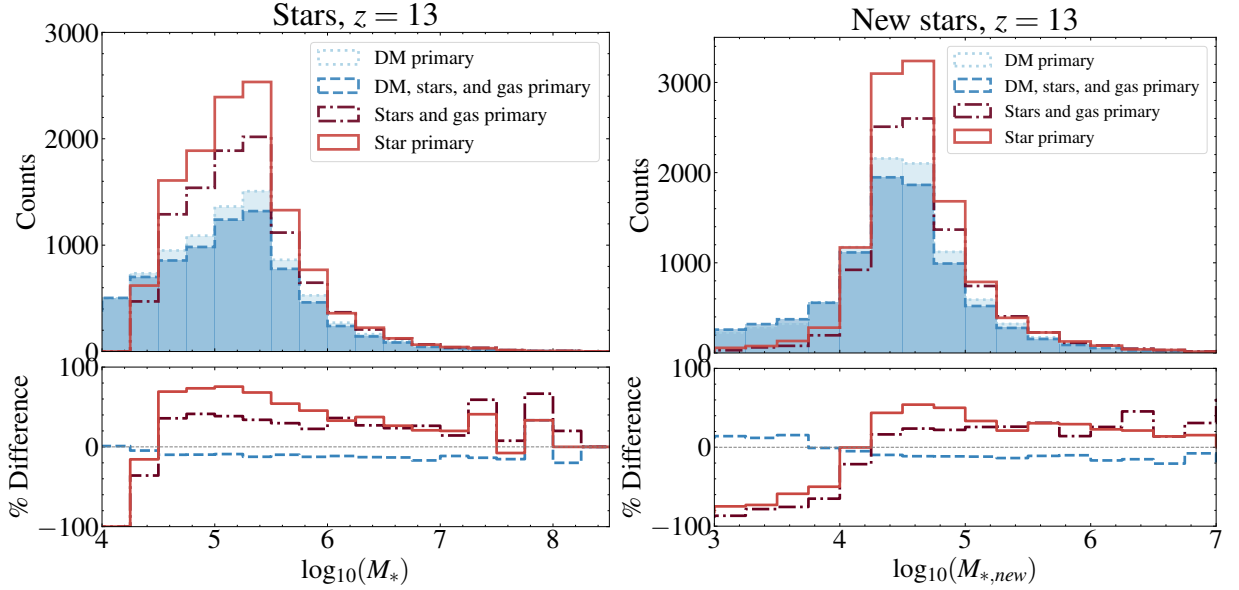 Stars, z = 13
3000
2000
1000
0
Counts
DM primary
DM, stars, and gas primary
Stars and gas primary
Star primary
100
0
−100
% Difference
4 5 6 7 8
log10(M*)
New stars, z = 13
3000
2000
1000
0
Counts
DM primary
DM, stars, and gas primary
Stars and gas primary
Star primary
100
0
−100
% Difference
3 4 5 6 7
log10(M*,new)